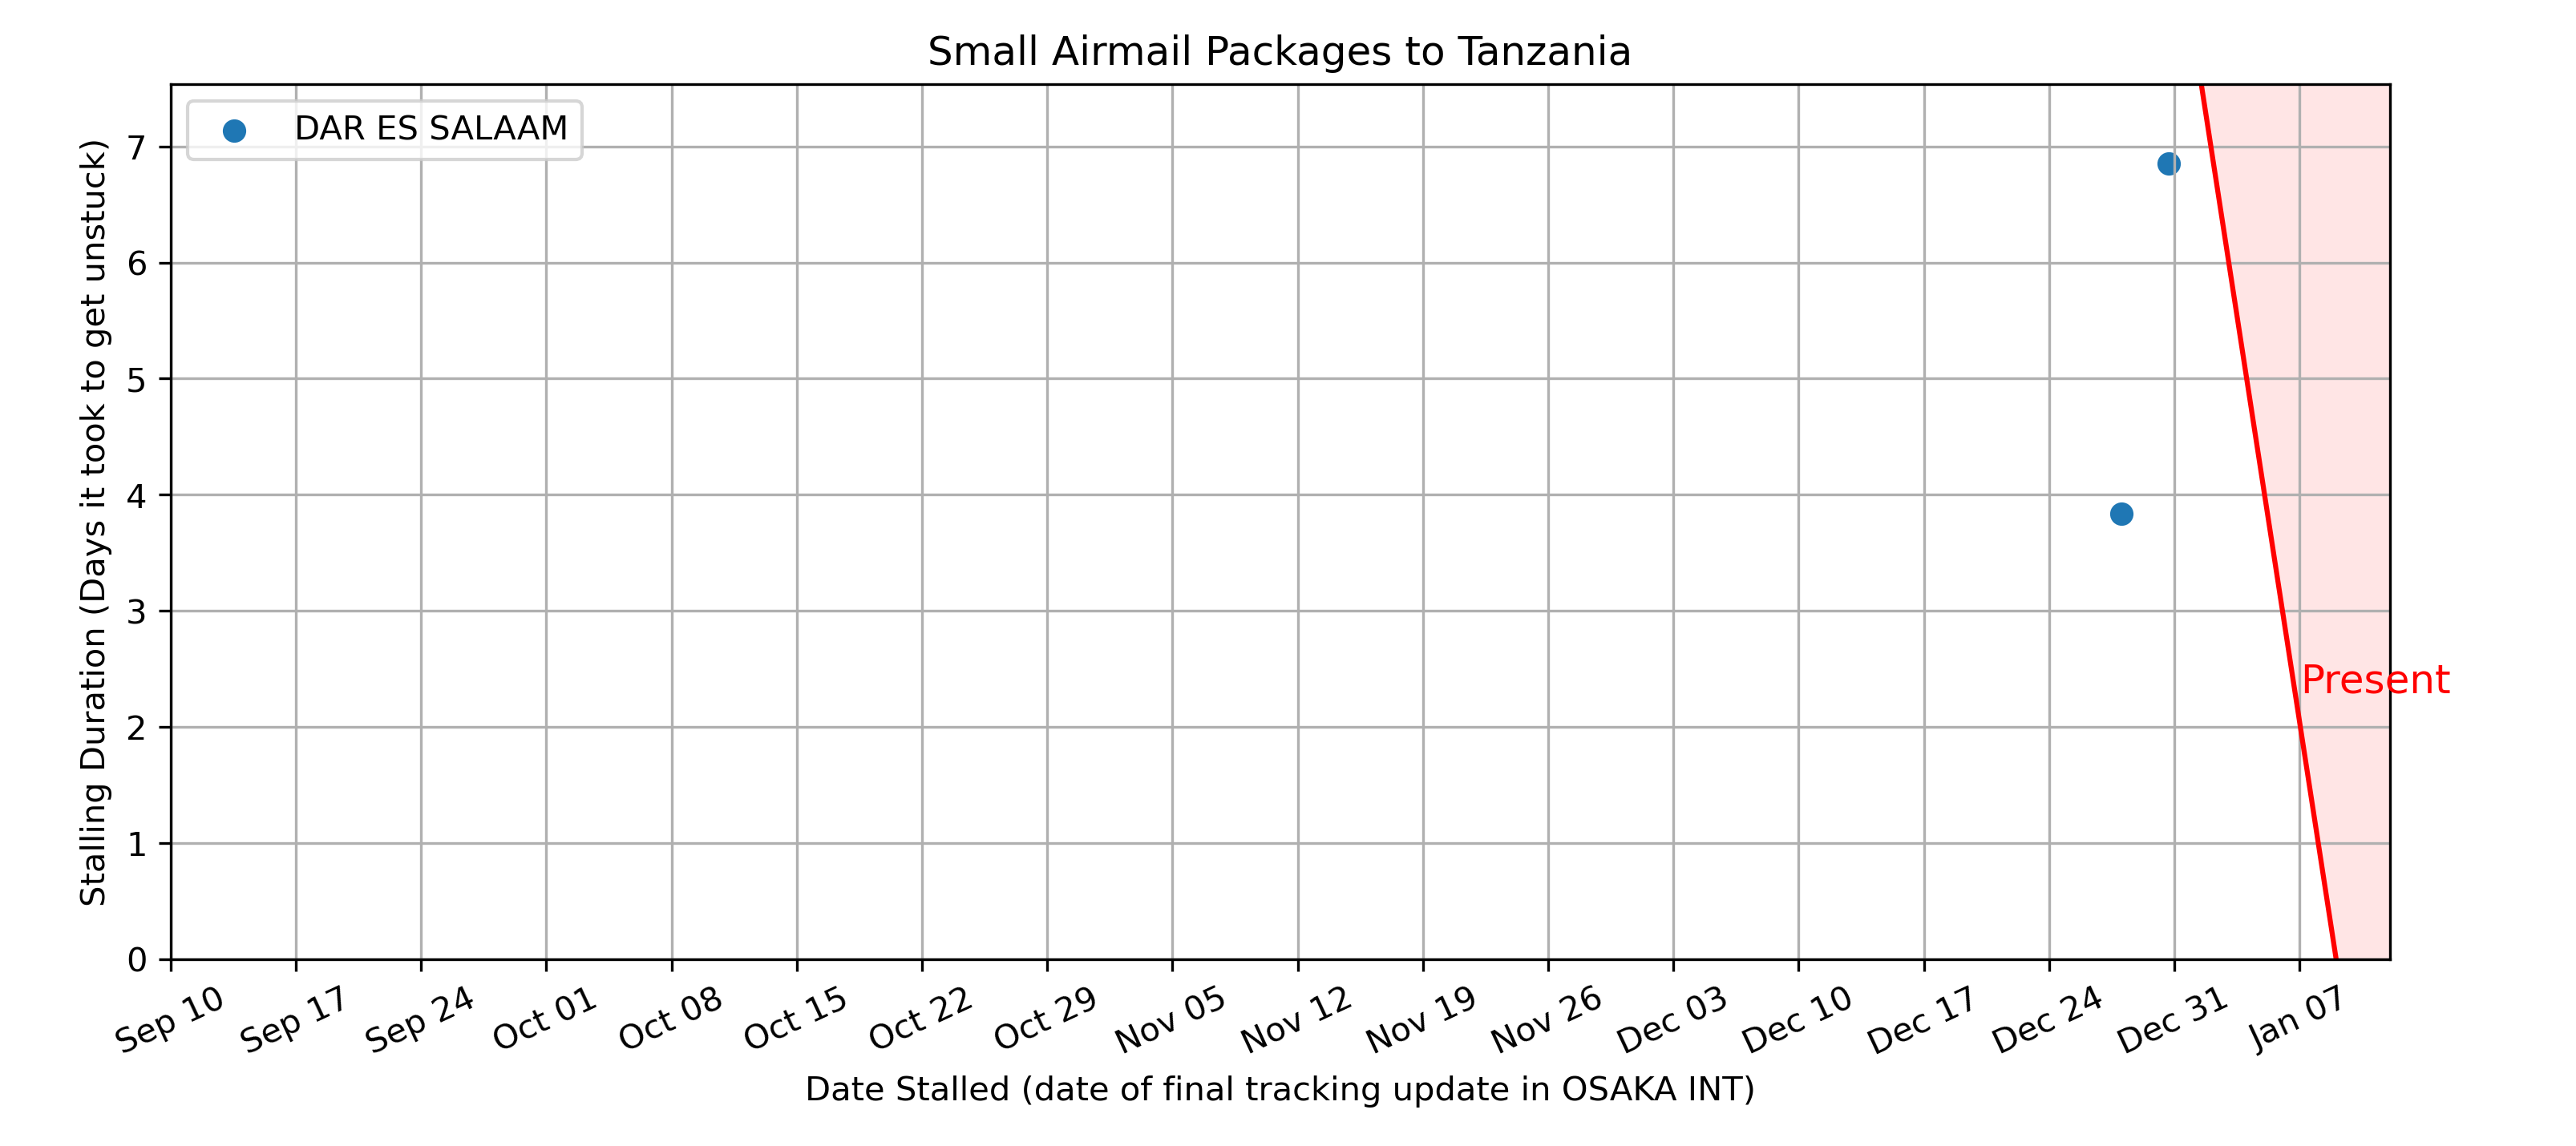 Small Airmail Packages to Tanzania
DAR ES SALAAM
Stalling Duration (Days it took to get unstuck)
7
6
5
4
3
2
1
0
Present
Sep 10
Sep 17
Sep 24
Oct 01
Oct 08
Oct 15
Oct 22
Oct 29
Nov 05
Nov 12
Nov 19
Nov 26
Dec 03
Dec 10
Dec 17
Dec 24
Dec 31
Jan 07
Date Stalled (date of final tracking update in OSAKA INT)